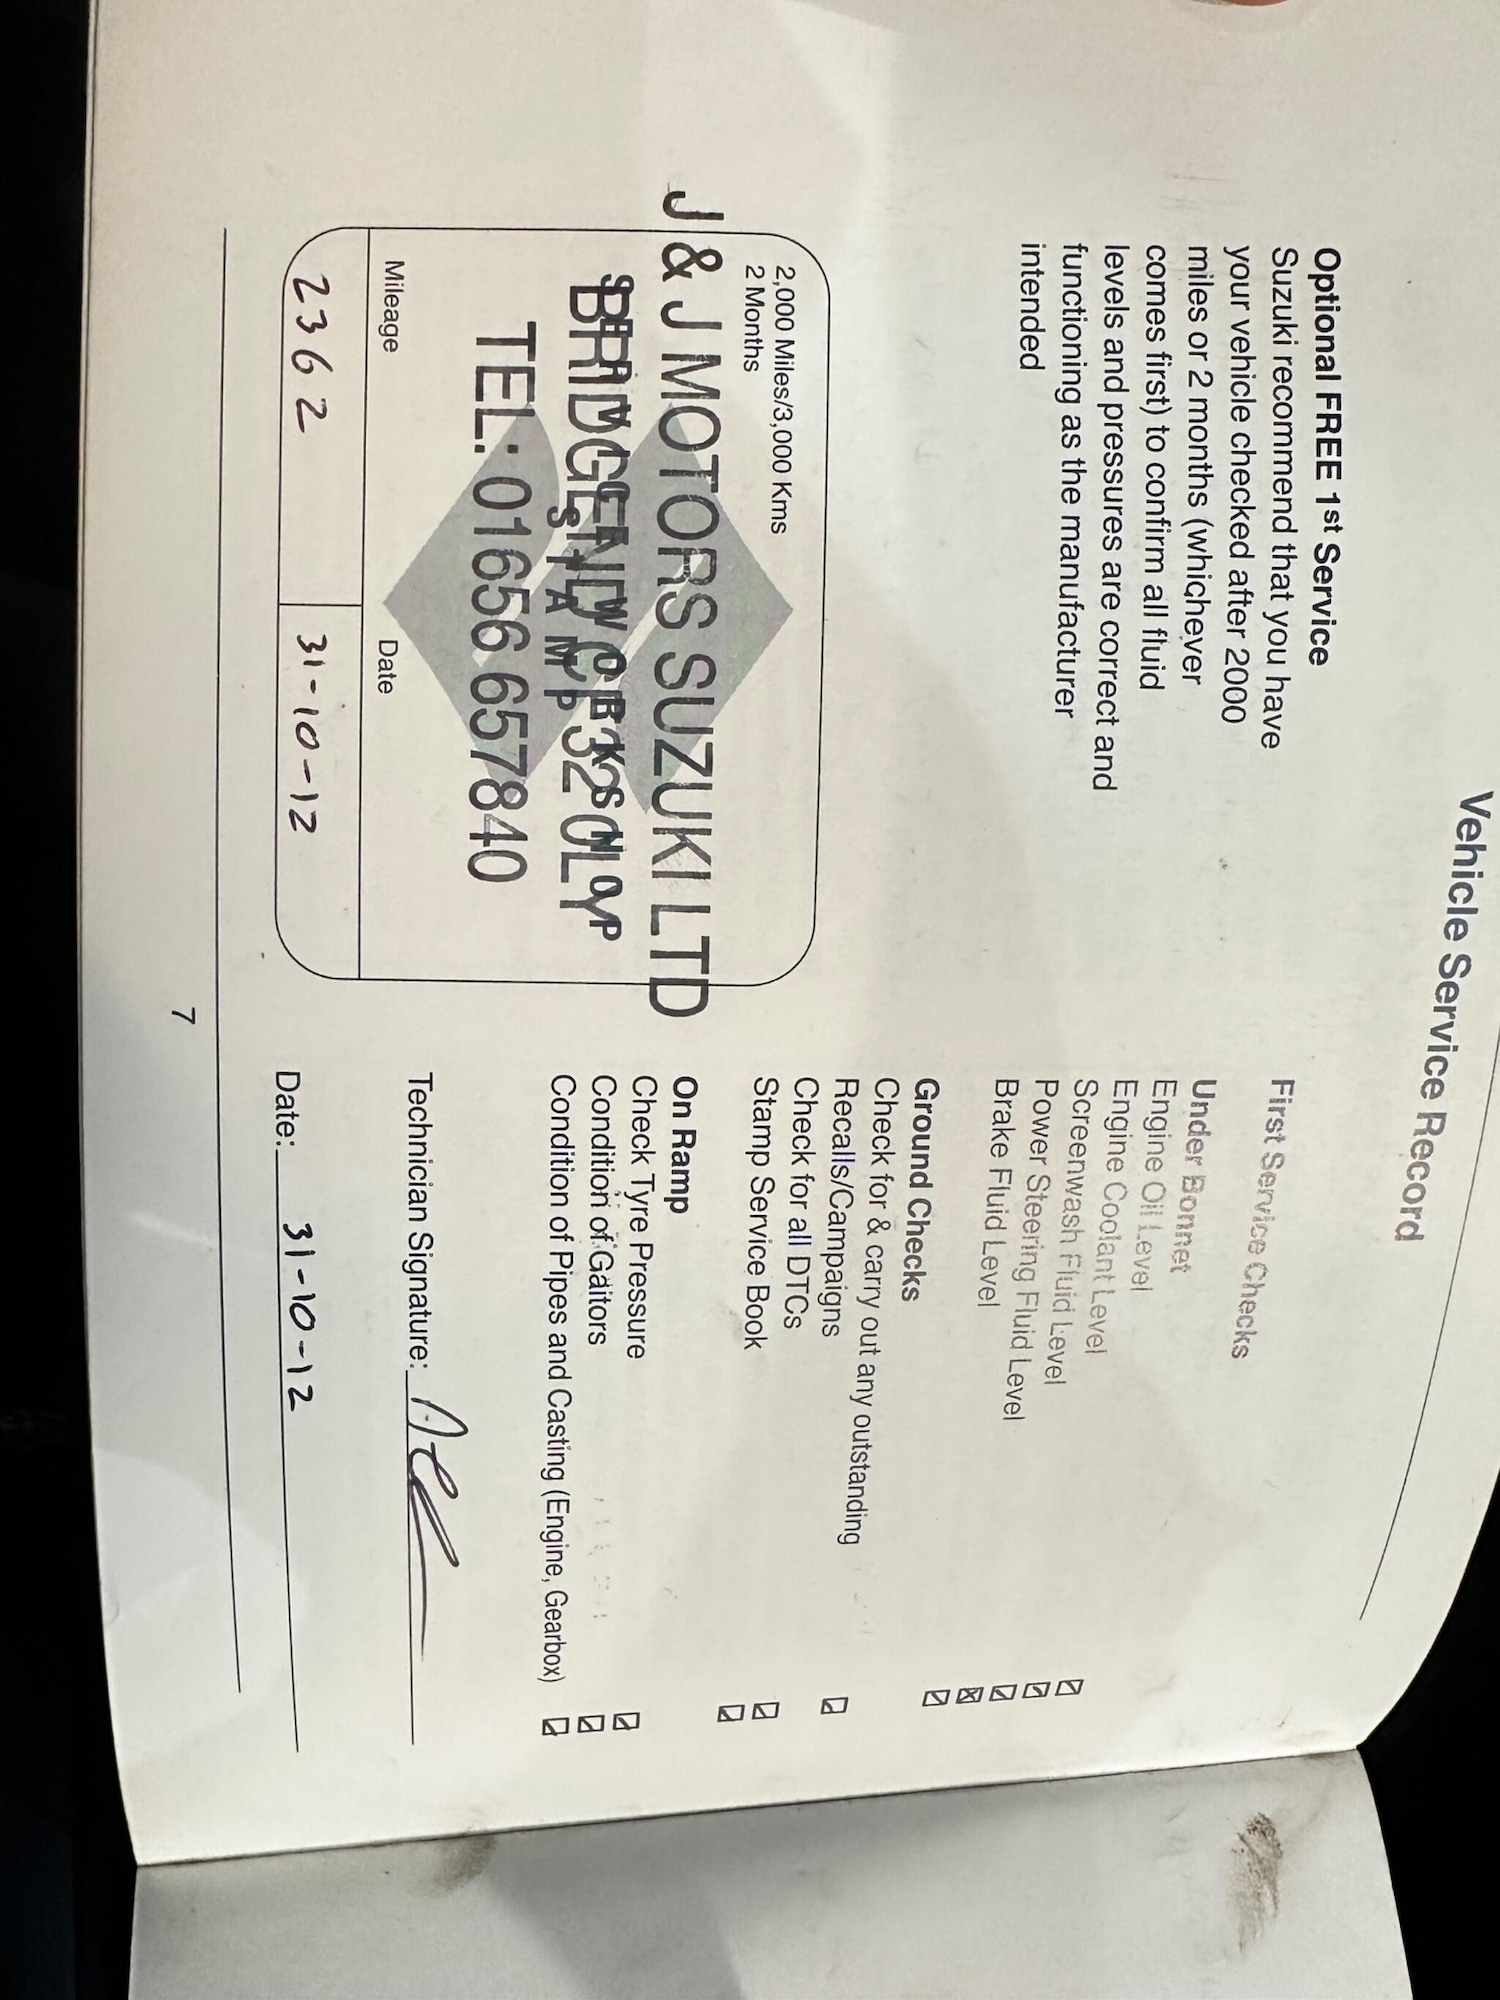 Vehicle Service Record
Optional FREE 1st Service
Suzuki recommend that you have
your vehicle checked after 2000
miles or 2 months (whichever
comes first) to confirm all fluid
levels and pressures are correct and
functioning as the manufacturer
intended
2,000 Miles/3,000 Kms
2 Months
J & J MOTORS SUZUKI LTD
SERVICE WORKSHOP
BRIDGEND CF32 0LY
STAMP
TEL: 01656 657840
Mileage Date
2362 31-10-12
First Service Checks
Under Bonnet
Engine Oil Level
Engine Coolant Level
Screenwash Fluid Level
Power Steering Fluid Level
Brake Fluid Level
Ground Checks
Check for & carry out any outstanding
Recalls/Campaigns
Check for all DTCs
Stamp Service Book
On Ramp
Check Tyre Pressure
Condition of Gaitors
Condition of Pipes and Casting (Engine, Gearbox)
Technician Signature:
Date: 31-10-12
7